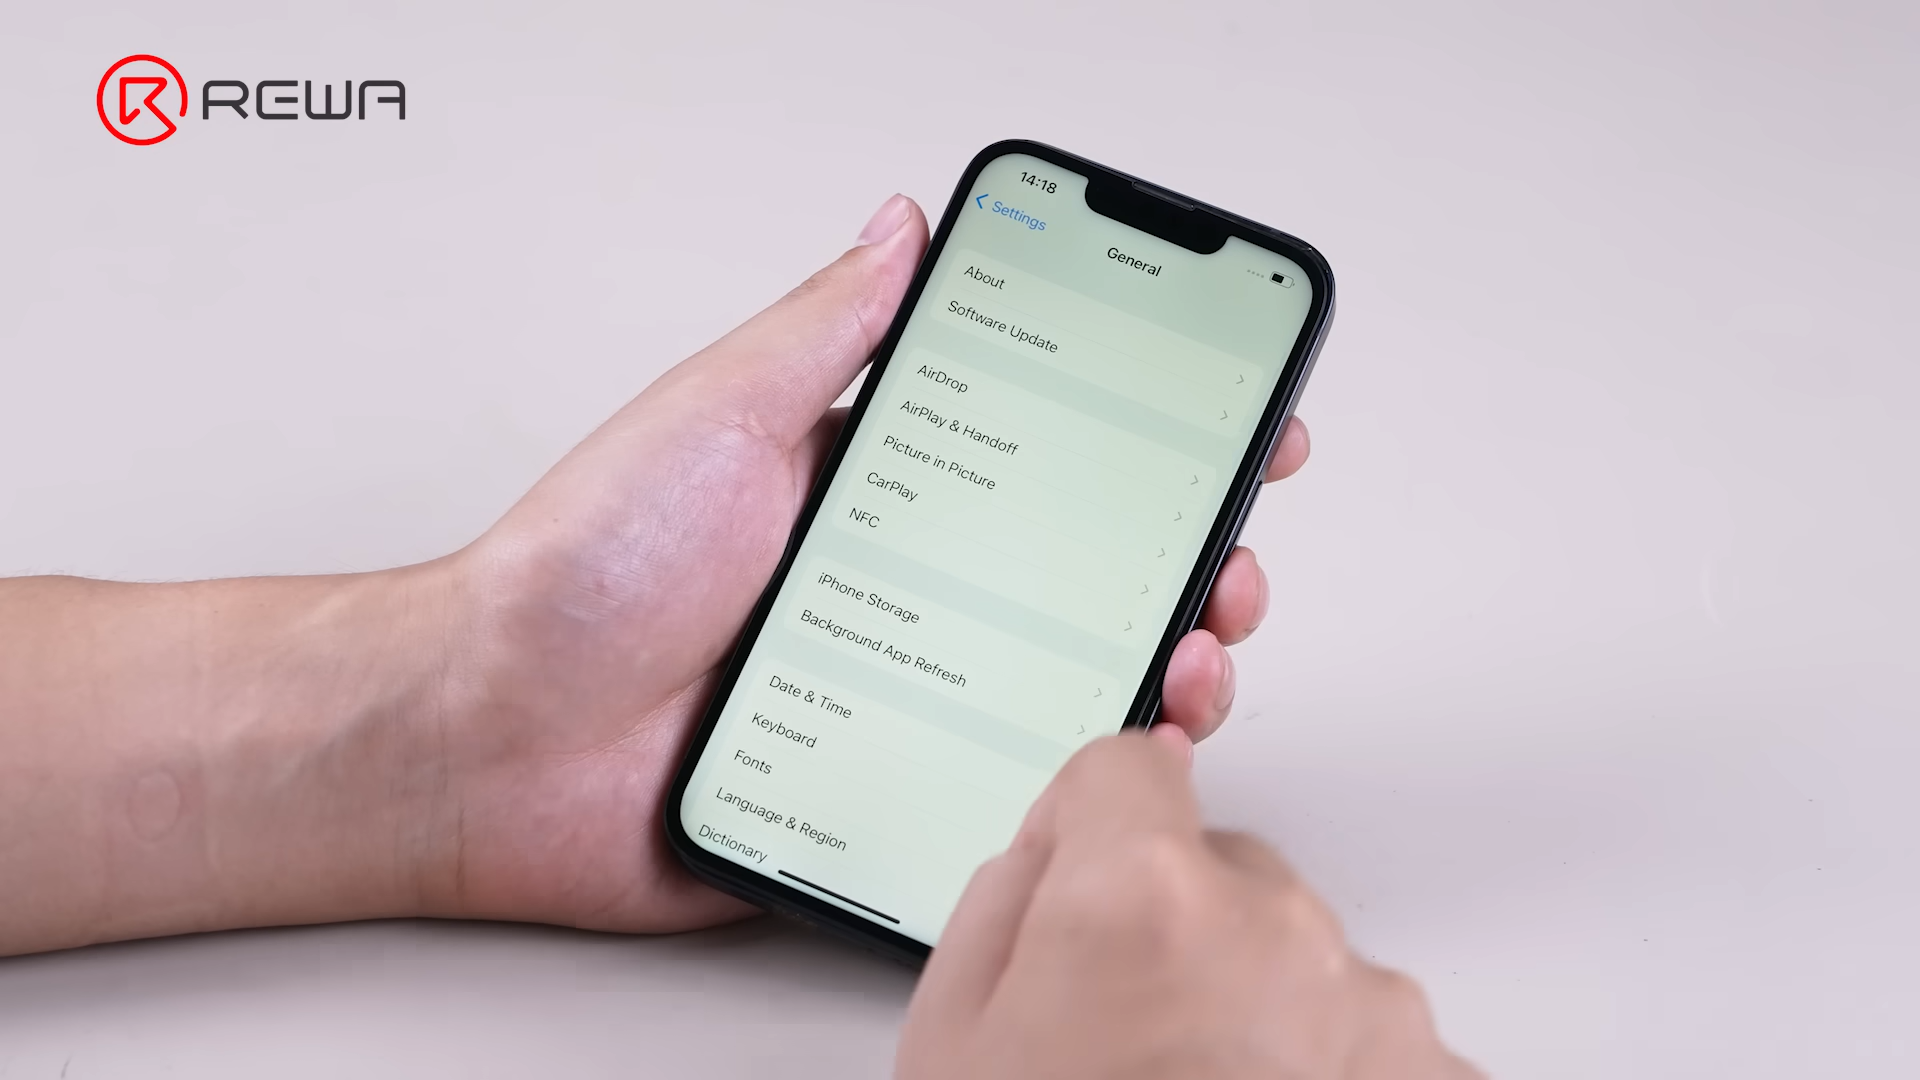 REWA
14:18
Settings
General
About
Software Update
AirDrop
AirPlay & Handoff
Picture in Picture
CarPlay
NFC
iPhone Storage
Background App Refresh
Date & Time
Keyboard
Fonts
Language & Region
Dictionary